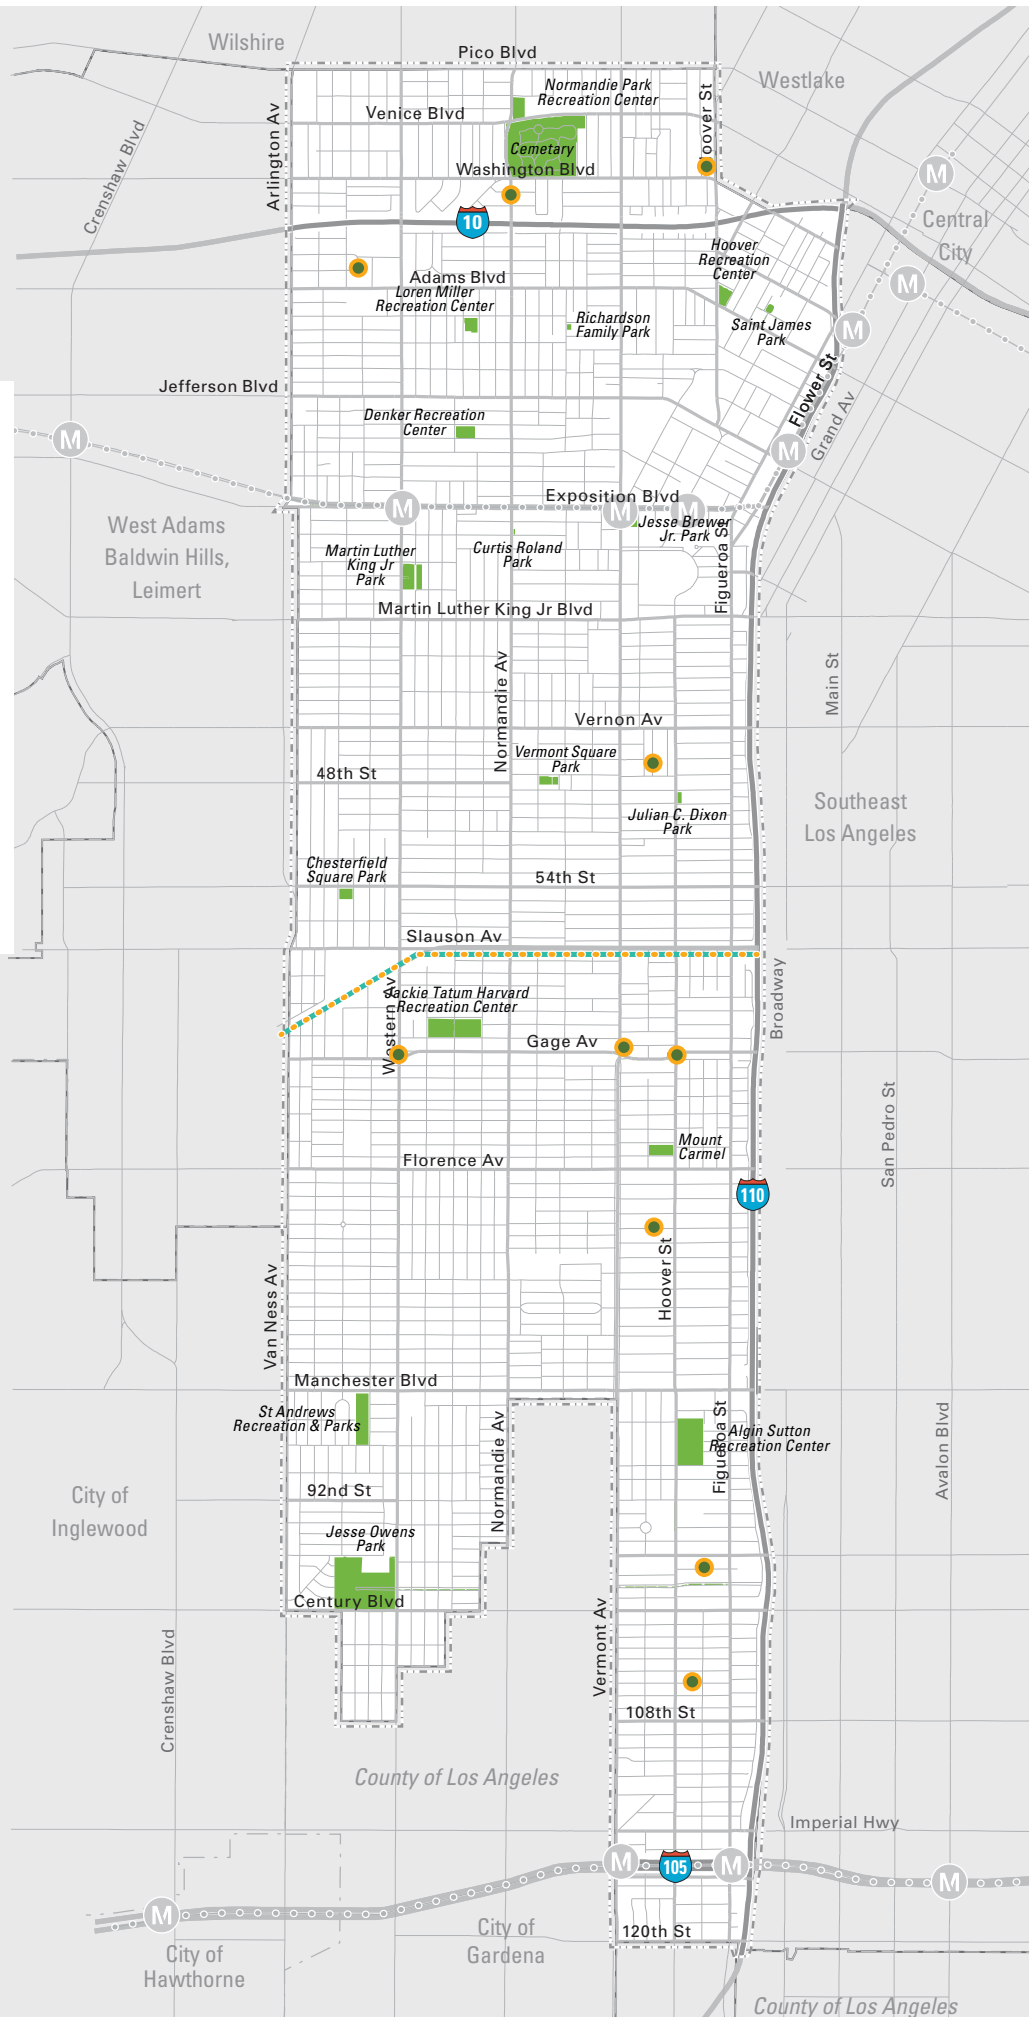 Wilshire
Pico Blvd
Westlake
Normandie Park
Recreation Center
Venice Blvd
Arlington Av
Crenshaw Blvd
Hoover St
Cemetary
Washington Blvd
M
10
Central
City
Hoover
Recreation
Center
M
Adams Blvd
Loren Miller
Recreation Center
Richardson
Family Park
Saint James
Park
M
Jefferson Blvd
Flower St
Grand Av
Denker Recreation
Center
M
M
Exposition Blvd
M
M
M
Jesse Brewer
Jr. Park
West Adams
Baldwin Hills,
Leimert
Martin Luther
King Jr
Park
Curtis Roland
Park
Figueroa St
Martin Luther King Jr Blvd
Normandie Av
Main St
Vernon Av
Vermont Square
Park
48th St
Julian C. Dixon
Park
Southeast
Los Angeles
Chesterfield
Square Park
54th St
Slauson Av
Western Av
Jackie Tatum Harvard
Recreation Center
Broadway
Gage Av
San Pedro St
Mount
Carmel
Florence Av
110
Hoover St
Van Ness Av
Manchester Blvd
St Andrews
Recreation & Parks
Normandie Av
Figueroa St
Algin Sutton
Recreation Center
Avalon Blvd
City of
Inglewood
92nd St
Jesse Owens
Park
Century Blvd
Vermont Av
Crenshaw Blvd
108th St
County of Los Angeles
Imperial Hwy
M
105
M
M
M
City of
Hawthorne
City of
Gardena
120th St
County of Los Angeles